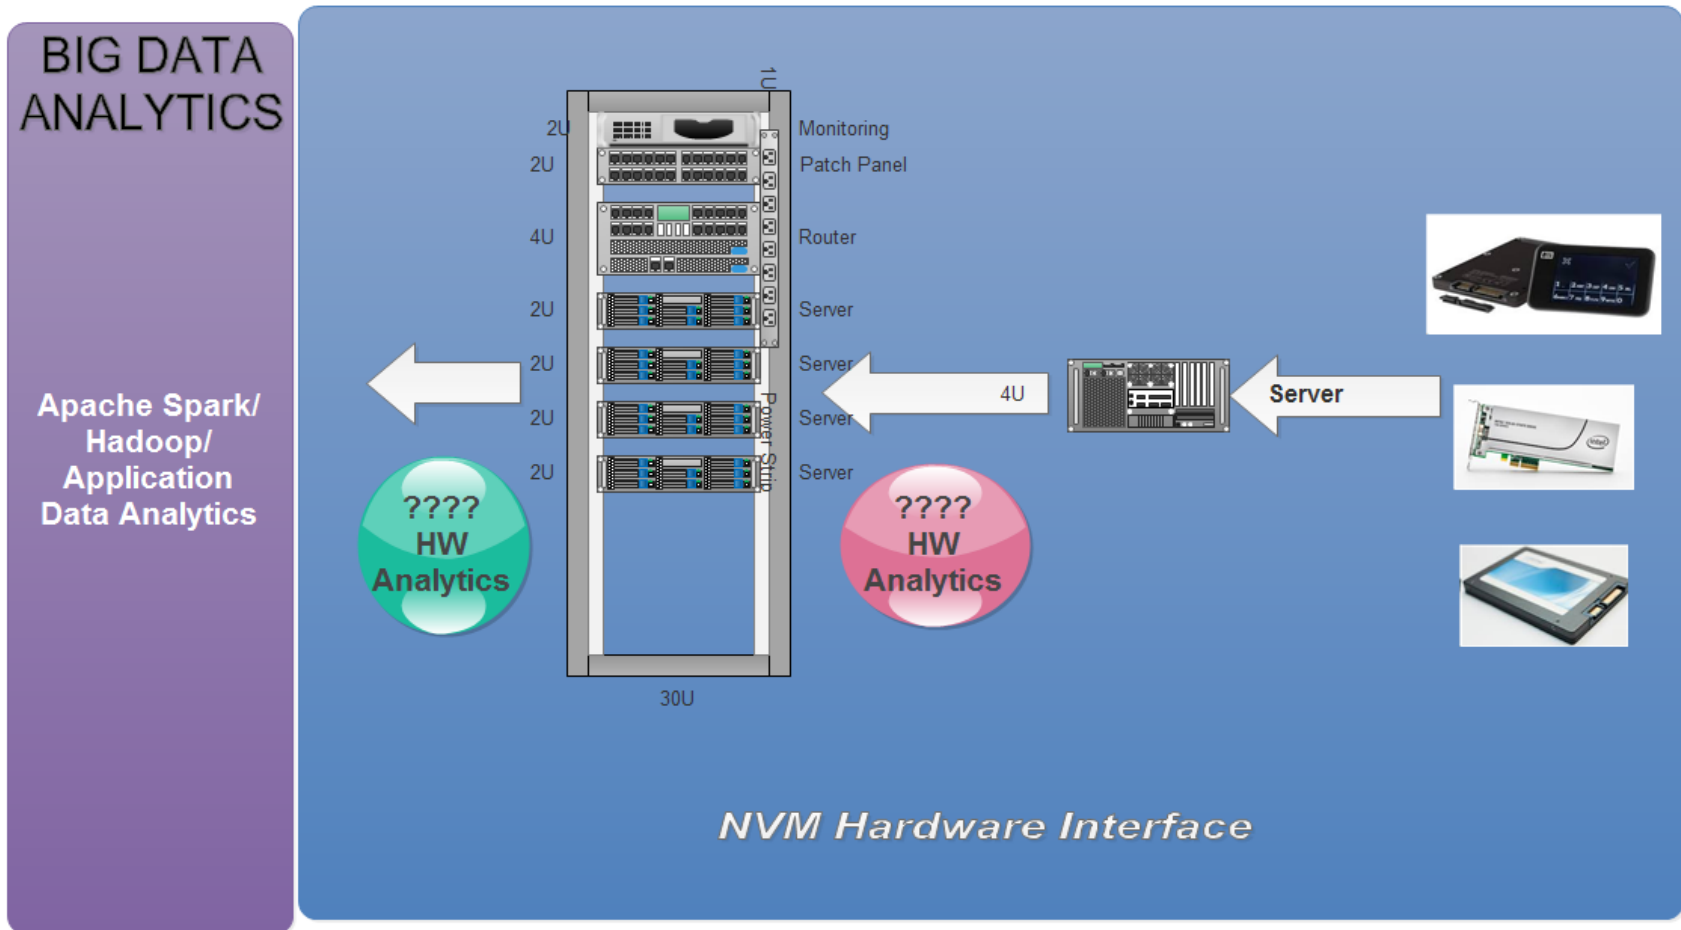 BIG DATA
ANALYTICS
Apache Spark/
Hadoop/
Application
Data Analytics
1U
2U
Monitoring
2U
Patch Panel
4U
Router
2U
Server
2U
Server
2U
Server
2U
Server
Power Strip
30U
????
HW
Analytics
????
HW
Analytics
4U
Server
intel
NVM Hardware Interface